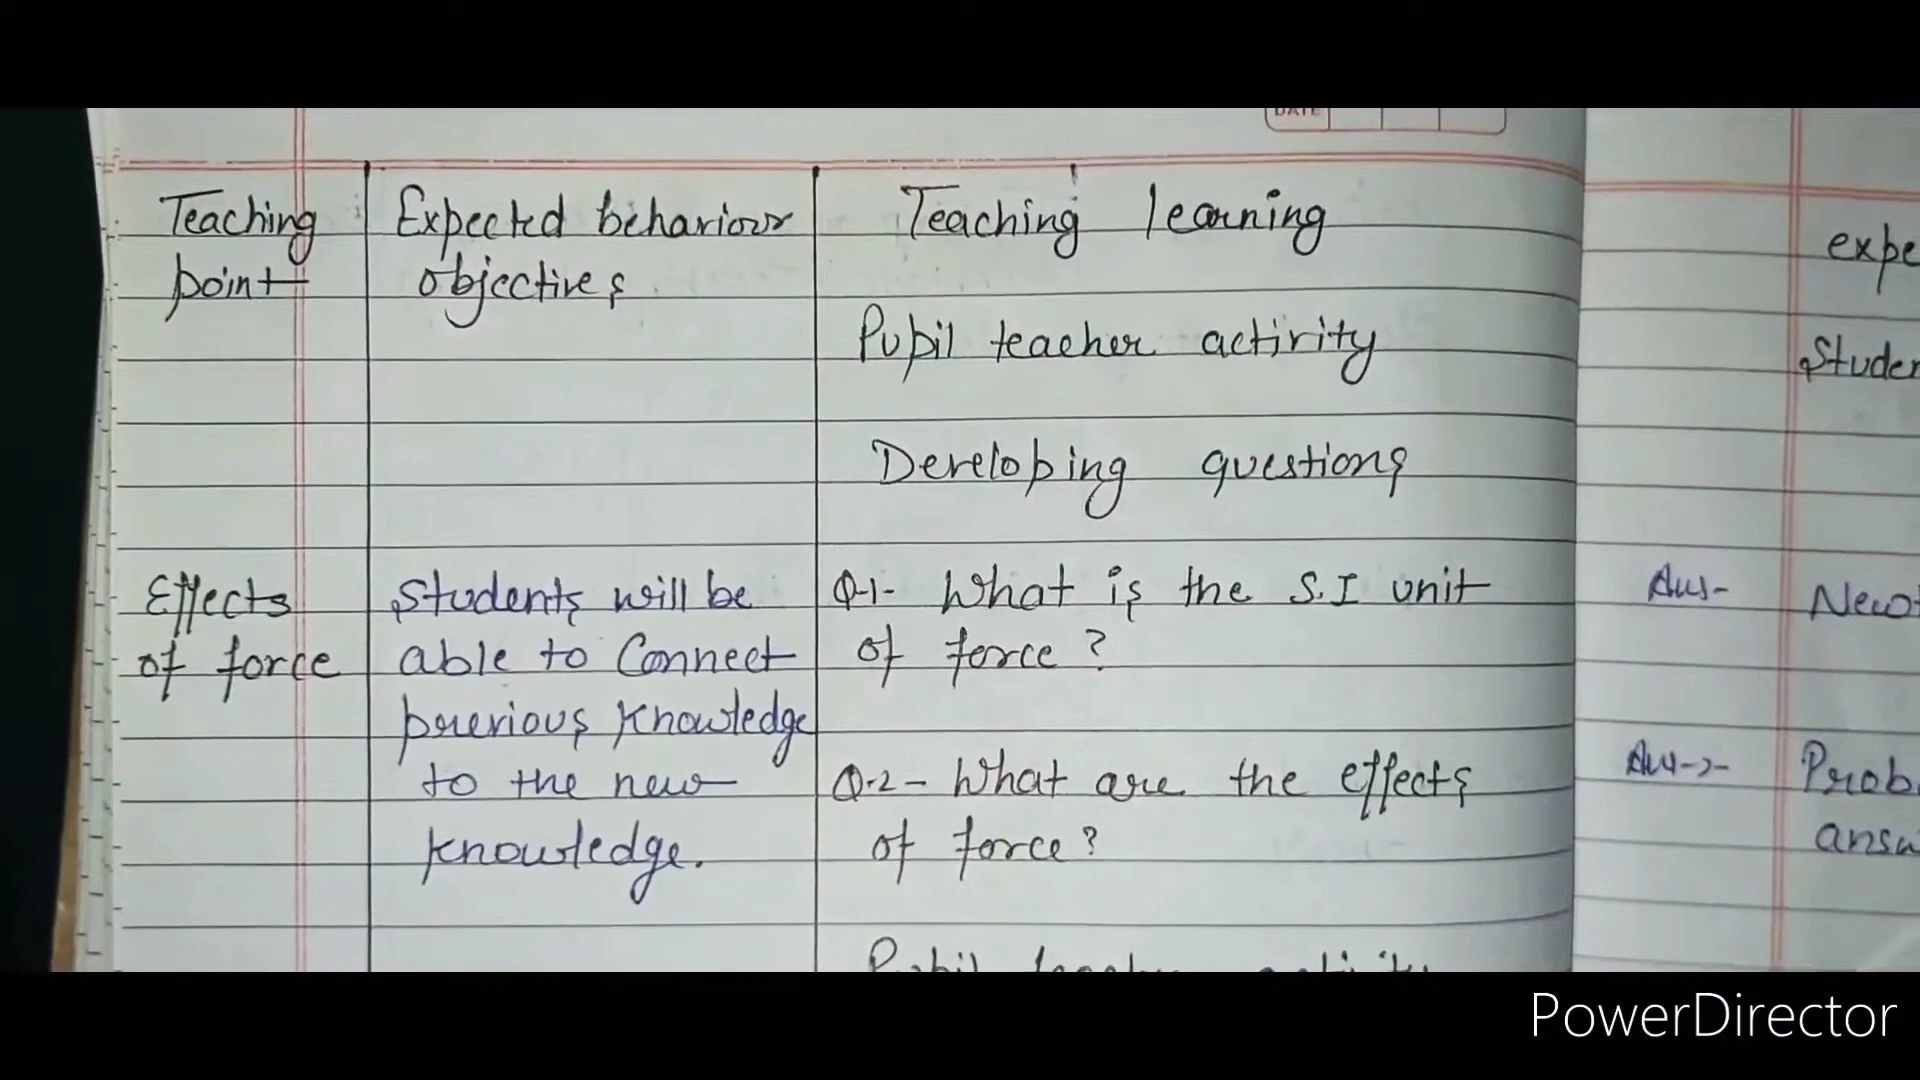 DATE
Teaching
point
Expected behaviour
objectives
Teaching learning
Pupil teacher activity
Developing questions
Effects
of force
Students will be
able to Connect
previous knowledge
to the new
knowledge.
Q.1- What is the S.I unit
of force?
Q.2- What are the effects
of force?
expe
Studen
Ans-
Newt
Prob
PowerDirector